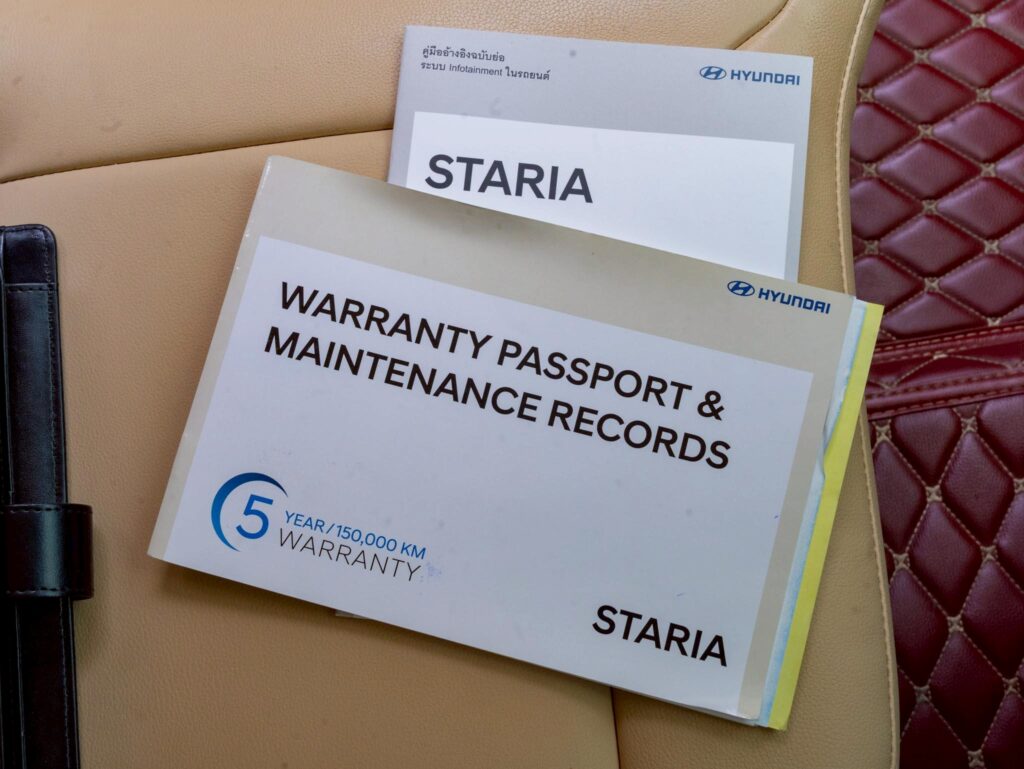 คู่มืออ้างอิงฉบับย่อ
ระบบ Infotainment ในรถยนต์
HYUNDAI
STARIA
HYUNDAI
WARRANTY PASSPORT &
MAINTENANCE RECORDS
5 YEAR / 150,000 KM
WARRANTY
STARIA